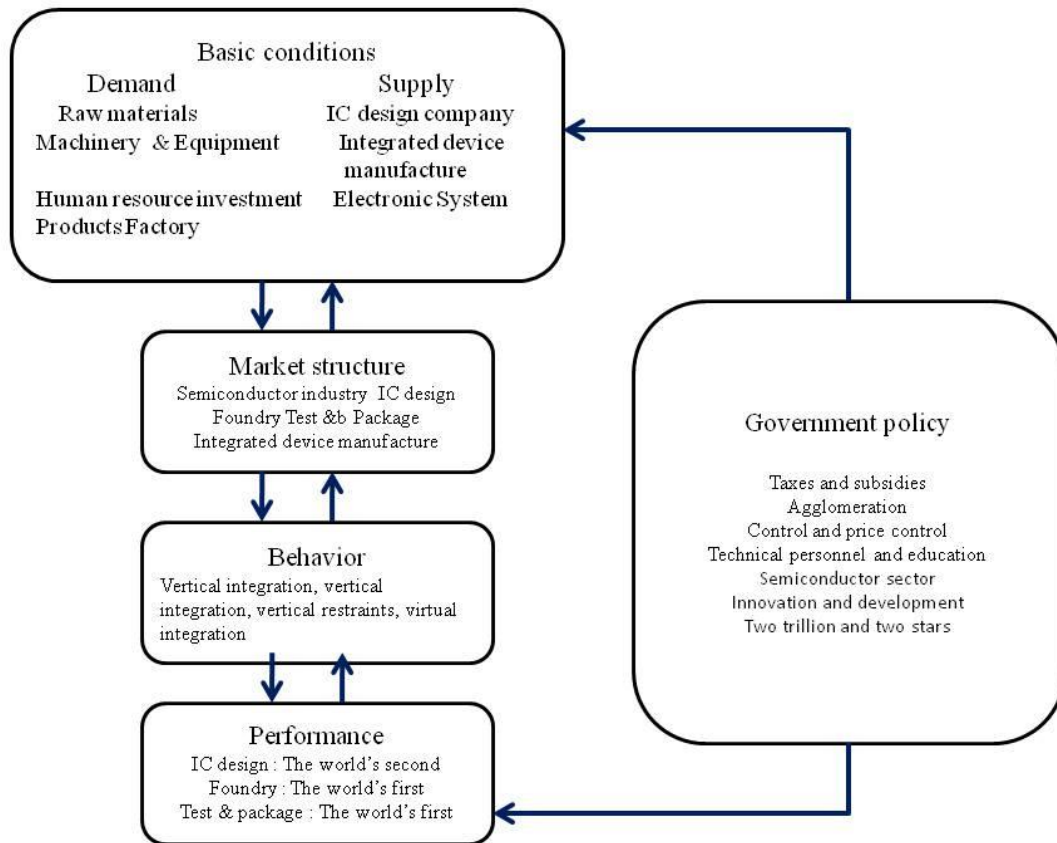 Basic conditions
Demand
Raw materials
Machinery & Equipment
Human resource investment
Products Factory
Supply
IC design company
Integrated device
manufacture
Electronic System
Market structure
Semiconductor industry IC design
Foundry Test &b Package
Integrated device manufacture
Behavior
Vertical integration, vertical
integration, vertical restraints, virtual
integration
Performance
IC design : The world's second
Foundry : The world's first
Test & package : The world's first
Government policy
Taxes and subsidies
Agglomeration
Control and price control
Technical personnel and education
Semiconductor sector
Innovation and development
Two trillion and two stars